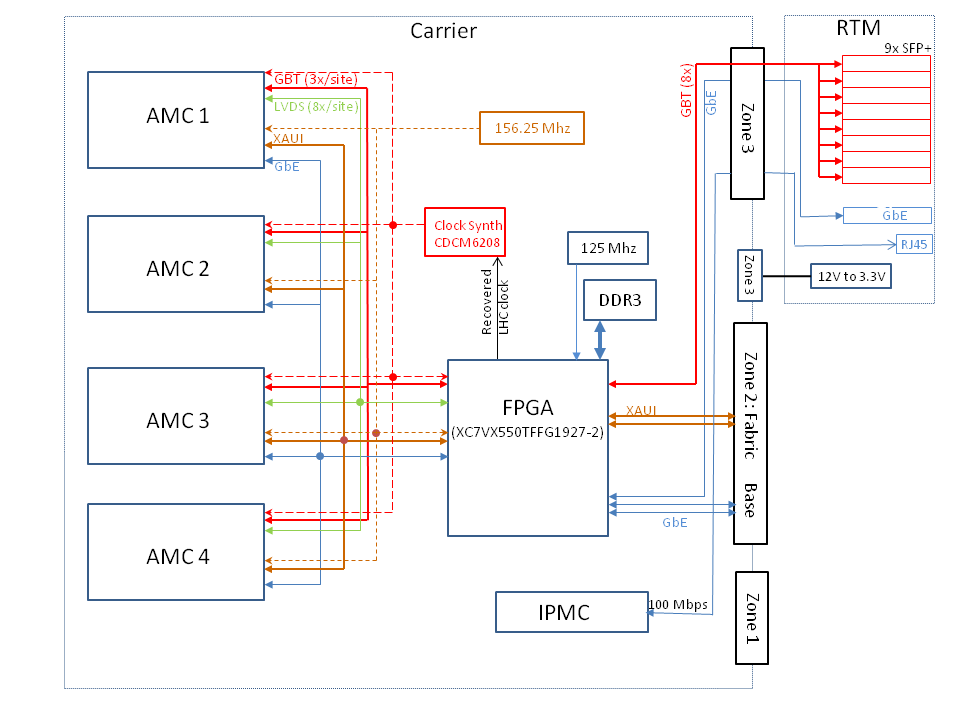 Carrier
RTM
9x SFP+
AMC 1
GBT (3x/site)
LVDS (8x/site)
XAUI
GbE
156.25 Mhz
GBT (8x)
GbE
Zone 3
AMC 2
Clock Synth
CDCM6208
125 Mhz
GbE
RJ45
Zone 3
12V to 3.3V
Recovered
LHC clock
DDR3
AMC 3
FPGA
(XC7VX550TFFG1927-2)
XAUI
Zone 2: Fabric Base
GbE
AMC 4
IPMC
100 Mbps
Zone 1